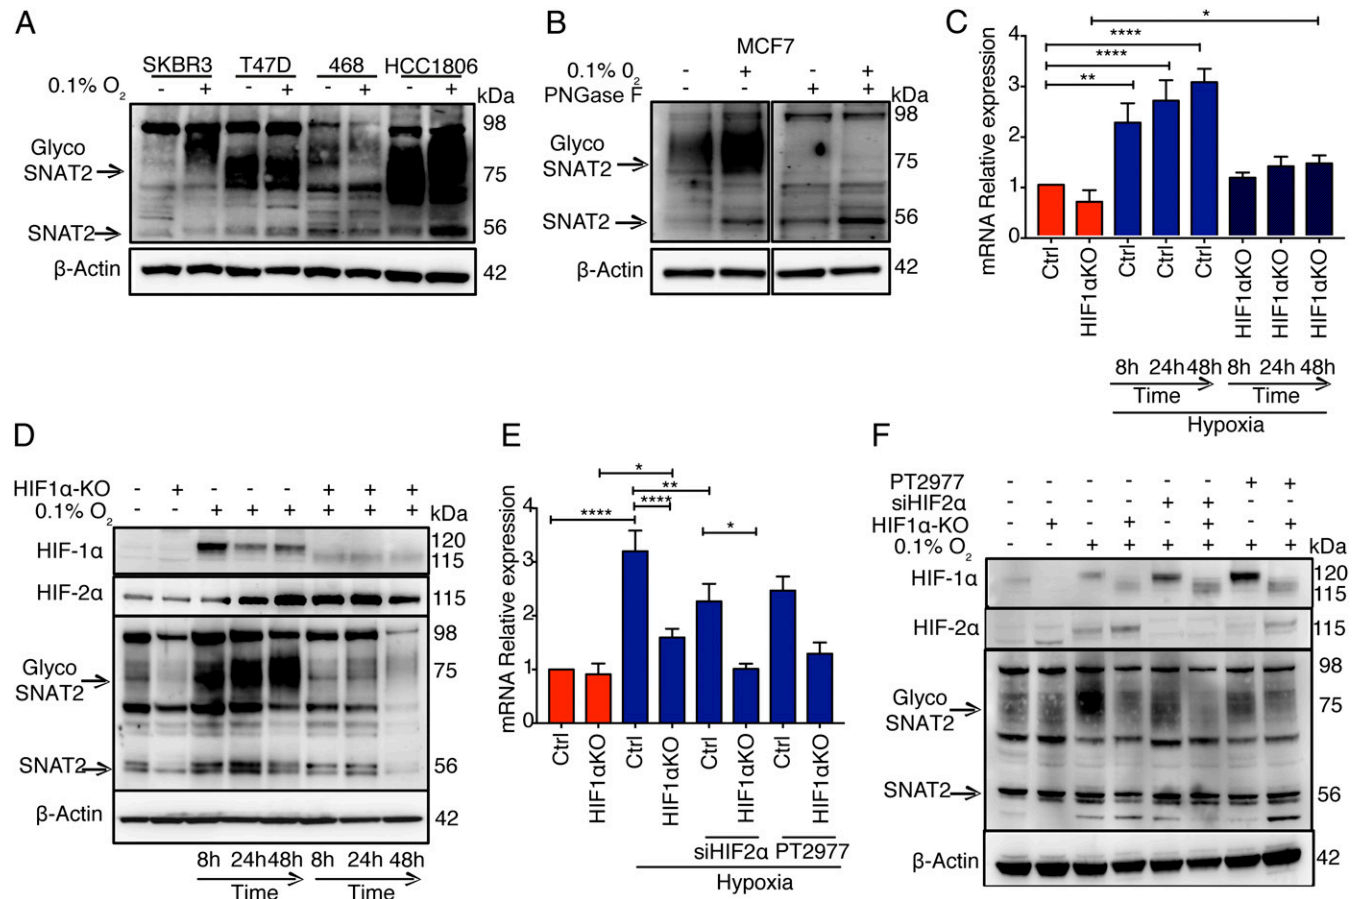 A
SKBR3 T47D 468 HCC1806
0.1% O2 - + - + - + - +
kDa
98
Glyco
SNAT2
75
SNAT2
56
β-Actin
42
B
MCF7
0.1% 02 - + +
PNGase F + + kDa
98
Glyco
SNAT2
75
SNAT2
56
β-Actin
42
C
mRNA Relative expression
4
3
2
1
0
*
****
****
**
Ctrl HIF1αKO Ctrl Ctrl Ctrl HIF1αKO HIF1αKO HIF1αKO
8h 24h 48h 8h 24h 48h
Time Time
Hypoxia
D
HIF1α-KO - + - - - + + +
0.1% O2 - - + + + + + + kDa
HIF-1α
120
115
HIF-2α
115
98
Glyco
SNAT2
75
SNAT2
56
β-Actin
42
8h 24h 48h 8h 24h 48h
Time Time
E
mRNA Relative expression
4
3
2
1
0
*
**
**** ****
*
Ctrl HIF1αKO Ctrl HIF1αKO Ctrl HIF1αKO Ctrl HIF1αKO
siHIF2α PT2977
Hypoxia
F
PT2977 - - - - - - + +
siHIF2α - - - - + + - -
HIF1α-KO - + - + - + - +
0.1% O2 - - + + + + + + kDa
HIF-1α
120
115
HIF-2α
115
98
Glyco
SNAT2
75
SNAT2
56
β-Actin
42